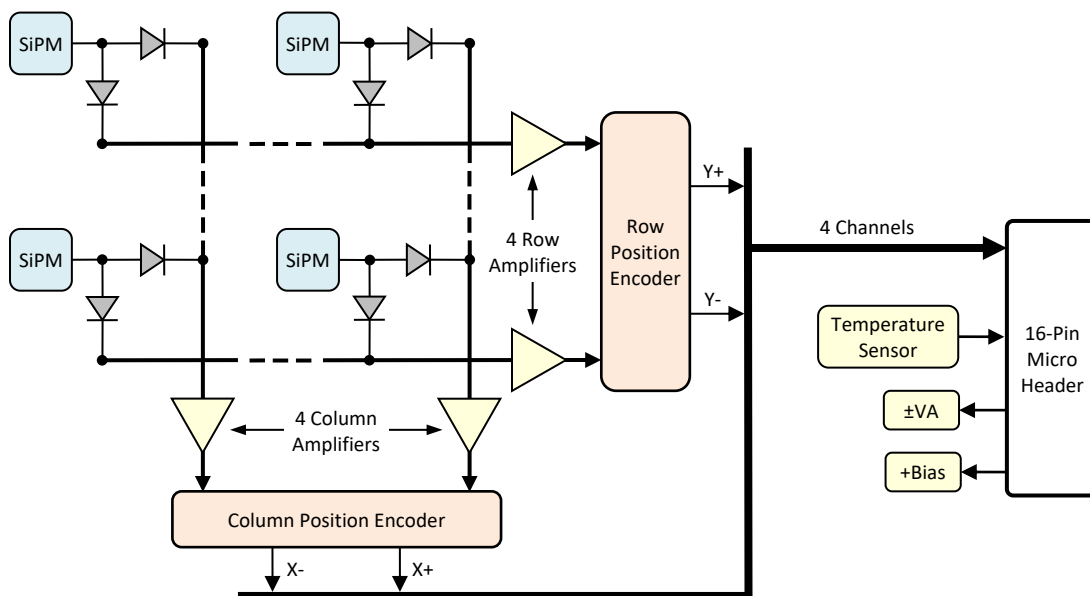 SiPM
SiPM
Y+
4 Row
Amplifiers
Row
Position
Encoder
4 Channels
SiPM
SiPM
Y-
Temperature
Sensor
16-Pin
Micro
Header
±VA
4 Column
Amplifiers
+Bias
Column Position Encoder
X-
X+